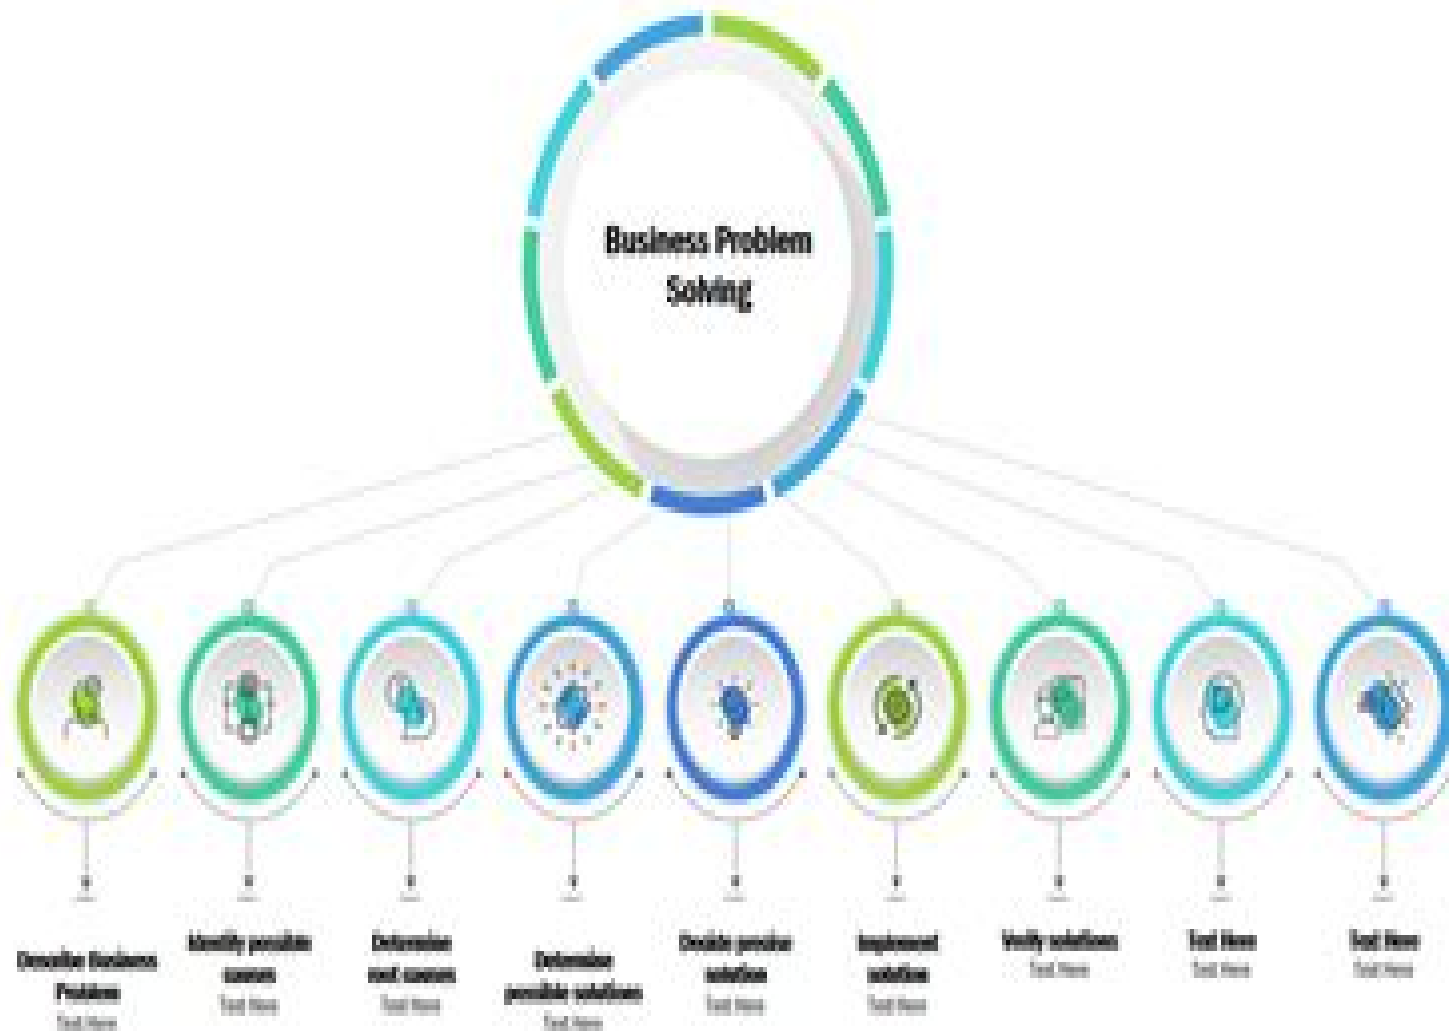 Business Problem
Solving
Describe Business
Problem
Text Here
Identify possible
causes
Text Here
Determine
root causes
Text Here
Determine
possible solutions
Text Here
Decide precise
solution
Text Here
Implement
solution
Text Here
Verify solutions
Text Here
Text Here
Text Here
Text Here
Text Here